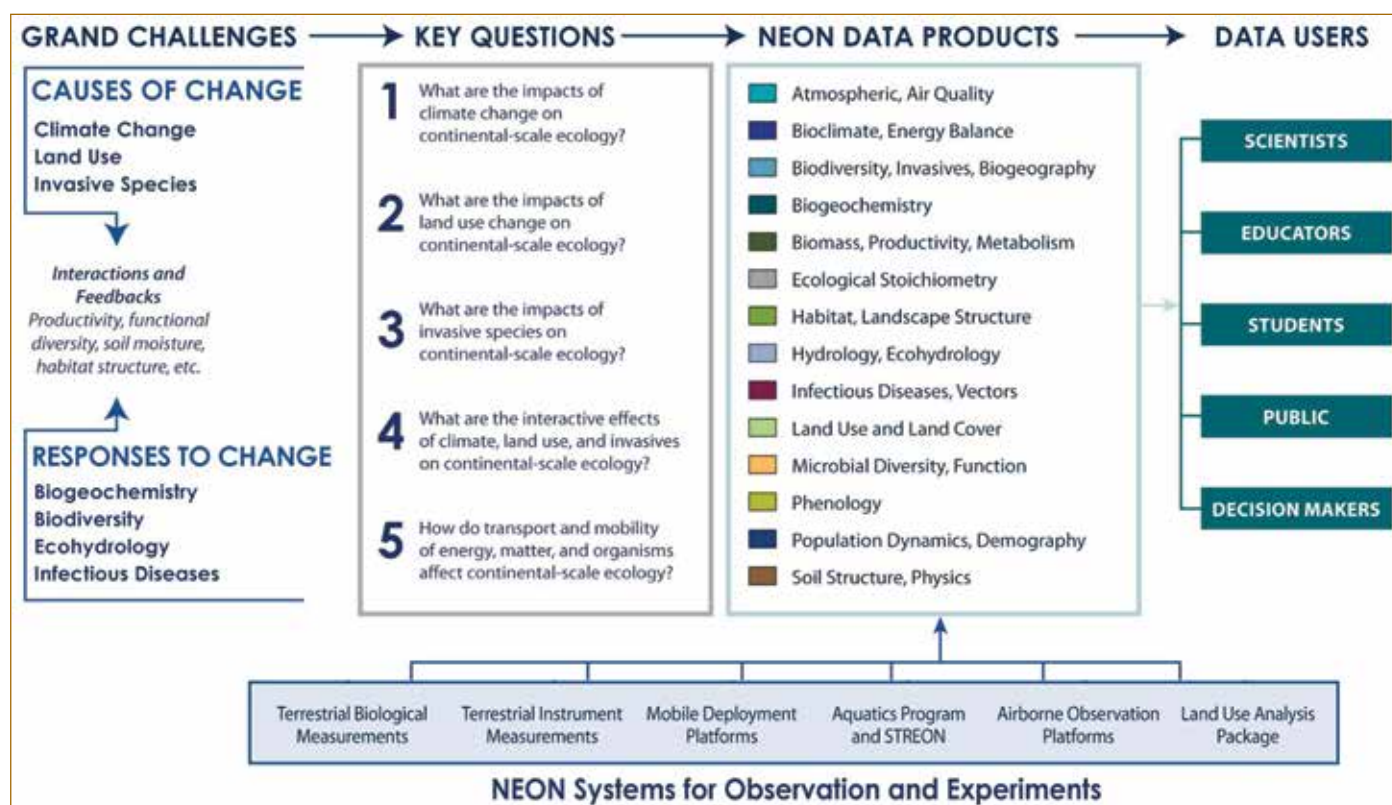 GRAND CHALLENGES
KEY QUESTIONS
NEON DATA PRODUCTS
DATA USERS
CAUSES OF CHANGE
Climate Change
Land Use
Invasive Species
Interactions and
Feedbacks
Productivity, functional
diversity, soil moisture,
habitat structure, etc.
RESPONSES TO CHANGE
Biogeochemistry
Biodiversity
Ecohydrology
Infectious Diseases
1 What are the impacts of
climate change on
continental-scale ecology?
2 What are the impacts of
land use change on
continental-scale ecology?
3 What are the impacts of
invasive species on
continental-scale ecology?
4 What are the interactive effects
of climate, land use, and invasives
on continental-scale ecology?
5 How do transport and mobility
of energy, matter, and organisms
affect continental-scale ecology?
Atmospheric, Air Quality
Bioclimate, Energy Balance
Biodiversity, Invasives, Biogeography
Biogeochemistry
Biomass, Productivity, Metabolism
Ecological Stoichiometry
Habitat, Landscape Structure
Hydrology, Ecohydrology
Infectious Diseases, Vectors
Land Use and Land Cover
Microbial Diversity, Function
Phenology
Population Dynamics, Demography
Soil Structure, Physics
SCIENTISTS
EDUCATORS
STUDENTS
PUBLIC
DECISION MAKERS
Terrestrial Biological
Measurements
Terrestrial Instrument
Measurements
Mobile Deployment
Platforms
Aquatics Program
and STREON
Airborne Observation
Platforms
Land Use Analysis
Package
NEON Systems for Observation and Experiments